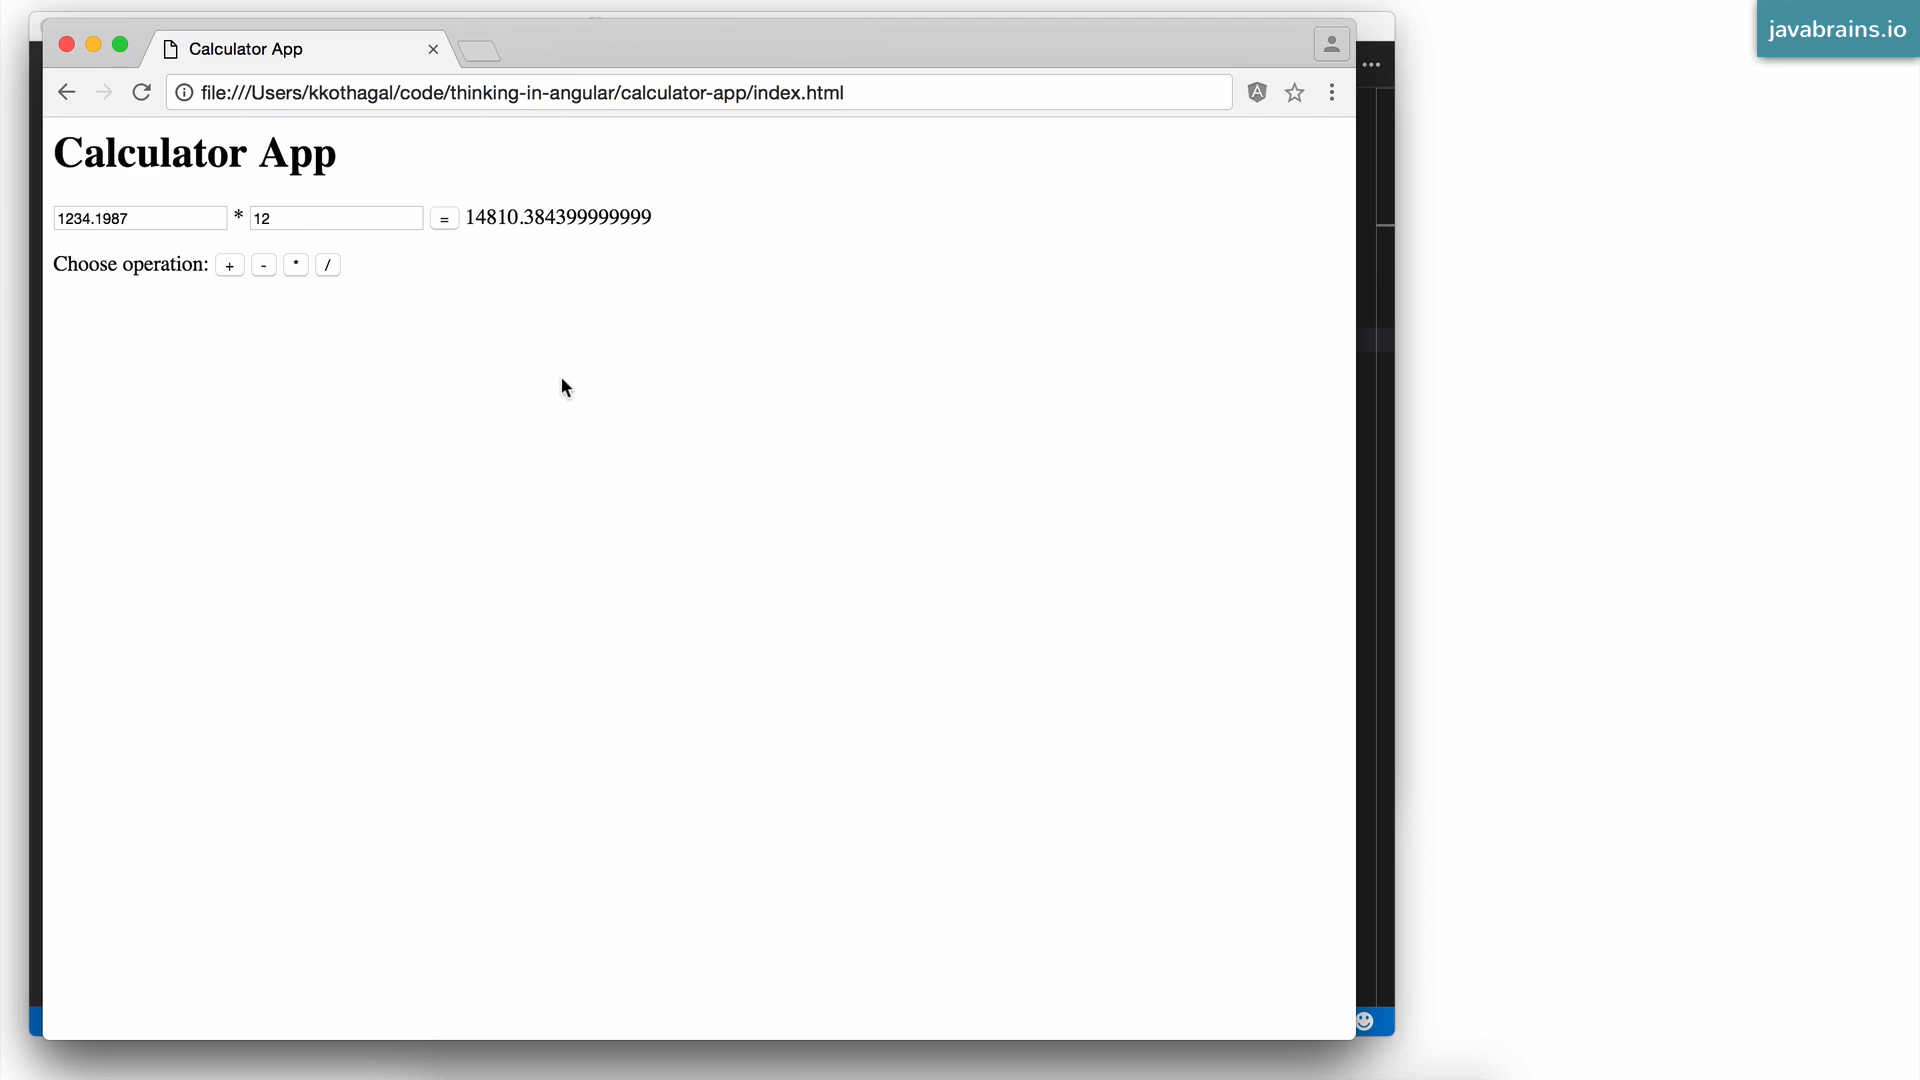 javabrains.io
Calculator App
file:///Users/kkothagal/code/thinking-in-angular/calculator-app/index.html
Calculator App
1234.1987 * 12 = 14810.384399999999
Choose operation: + - * /